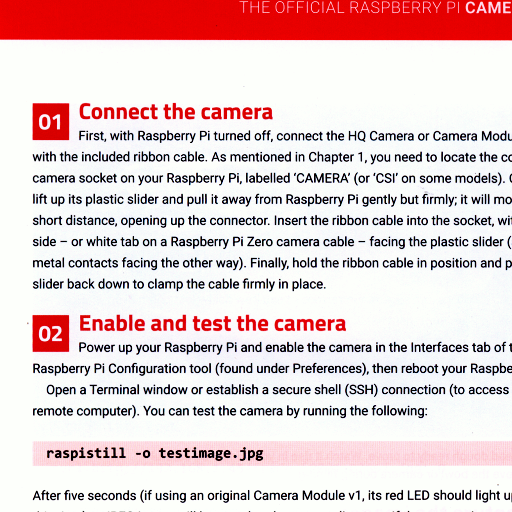 THE OFFICIAL RASPBERRY PI CAME
01 Connect the camera
First, with Raspberry Pi turned off, connect the HQ Camera or Camera Modu
with the included ribbon cable. As mentioned in Chapter 1, you need to locate the co
camera socket on your Raspberry Pi, labelled ‘CAMERA’ (or ‘CSI’ on some models).
lift up its plastic slider and pull it away from Raspberry Pi gently but firmly; it will mo
short distance, opening up the connector. Insert the ribbon cable into the socket, wi
side – or white tab on a Raspberry Pi Zero camera cable – facing the plastic slider (
metal contacts facing the other way). Finally, hold the ribbon cable in position and p
slider back down to clamp the cable firmly in place.
02 Enable and test the camera
Power up your Raspberry Pi and enable the camera in the Interfaces tab of t
Raspberry Pi Configuration tool (found under Preferences), then reboot your Raspbe
Open a Terminal window or establish a secure shell (SSH) connection (to access
remote computer). You can test the camera by running the following:
raspistill -o testimage.jpg
After five seconds (if using an original Camera Module v1, its red LED should light u